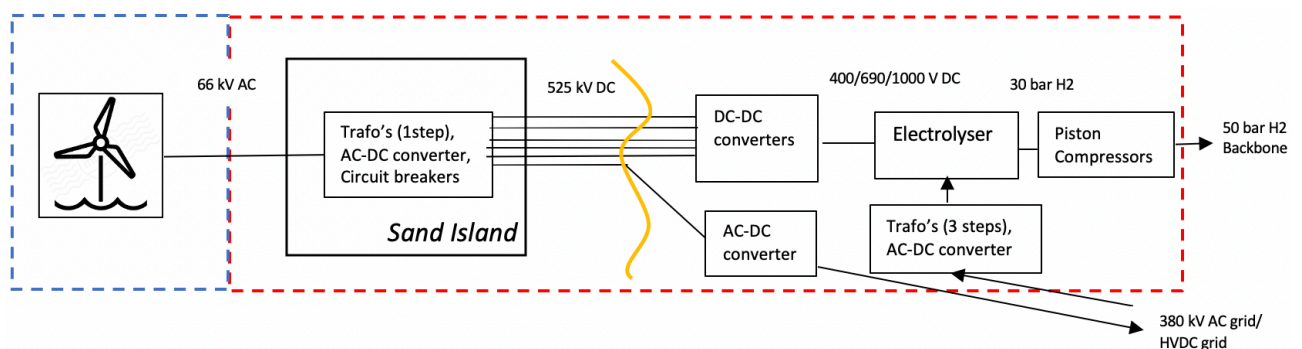 66 kV AC
Trafo's (1step),
AC-DC converter,
Circuit breakers
Sand Island
525 kV DC
DC-DC
converters
AC-DC
converter
400/690/1000 V DC
Electrolyser
Trafo's (3 steps),
AC-DC converter
30 bar H2
Piston
Compressors
50 bar H2
Backbone
380 kV AC grid/
HVDC grid